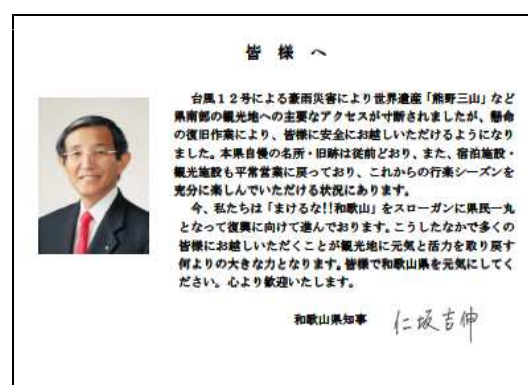 皆様へ
台風１２号による豪雨災害により世界遺産「熊野三山」など
県南部の観光地への主要なアクセスが寸断されましたが、懸命
の復旧作業により、皆様に安全にお越しいただけるようになり
ました。本県自慢の名所・旧跡は従前どおり、また、宿泊施設・
観光施設も平常営業に戻っており、これからの行楽シーズンを
充分に楽しんでいただける状況にあります。
今、私たちは「まけるな!!和歌山」をスローガンに県民一丸
となって復興に向けて進んでおります。こうしたなかで多くの
皆様にお越しいただくことが観光地に元気と活力を取り戻す
何よりの大きな力となります。皆様で和歌山県を元気にしてく
ださい。心より歓迎いたします。
和歌山県知事 仁坂吉伸